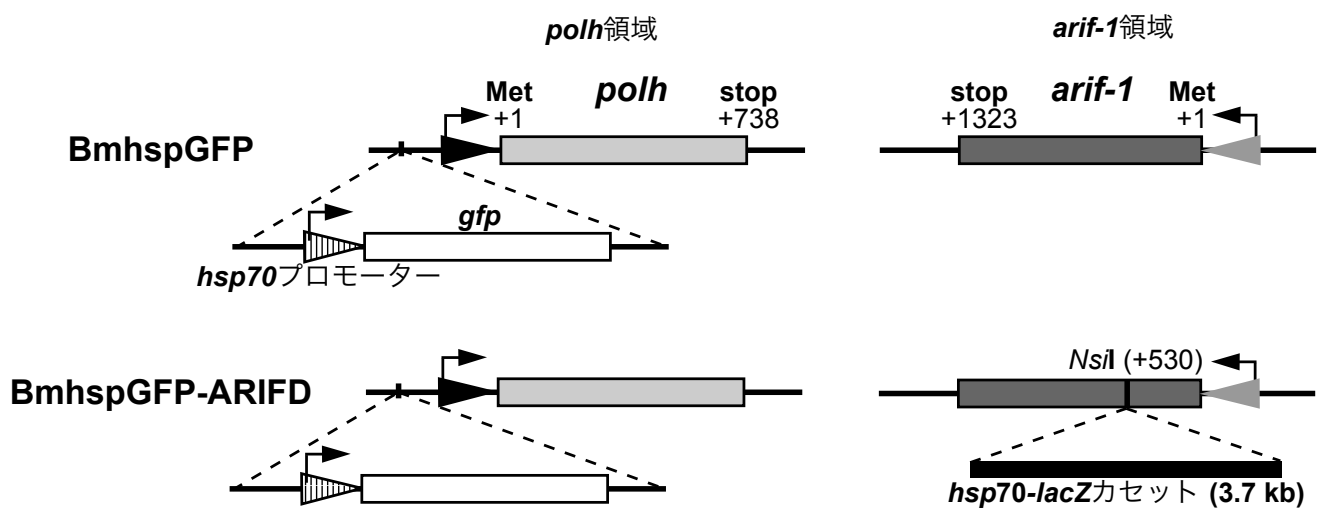 polh領域
arif-1領域
Met polh stop
+1 +738
stop arif-1 Met
+1323 +1
BmhspGFP
gfp
hsp70プロモーター
NsiI (+530)
BmhspGFP-ARIFD
hsp70-lacZカセット (3.7 kb)